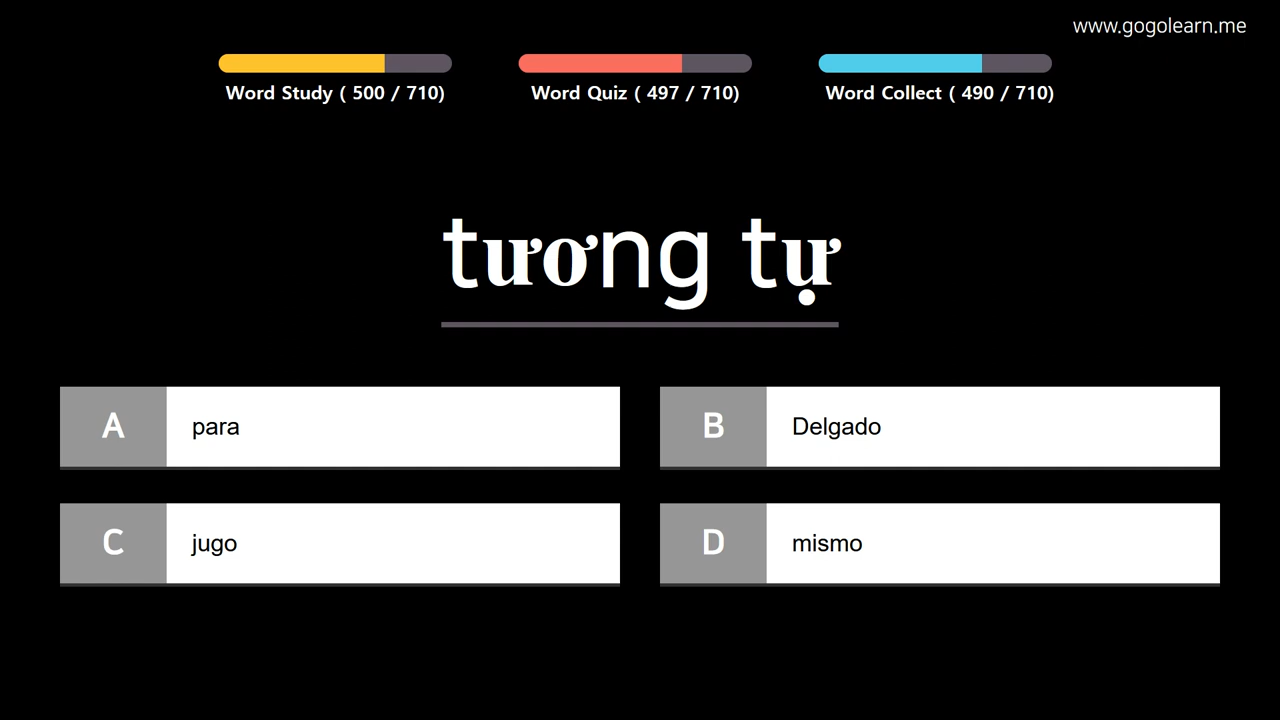 www.gogolearn.me
Word Study ( 500 / 710)
Word Quiz ( 497 / 710)
Word Collect ( 490 / 710)
tương tự
A para
B Delgado
C jugo
D mismo